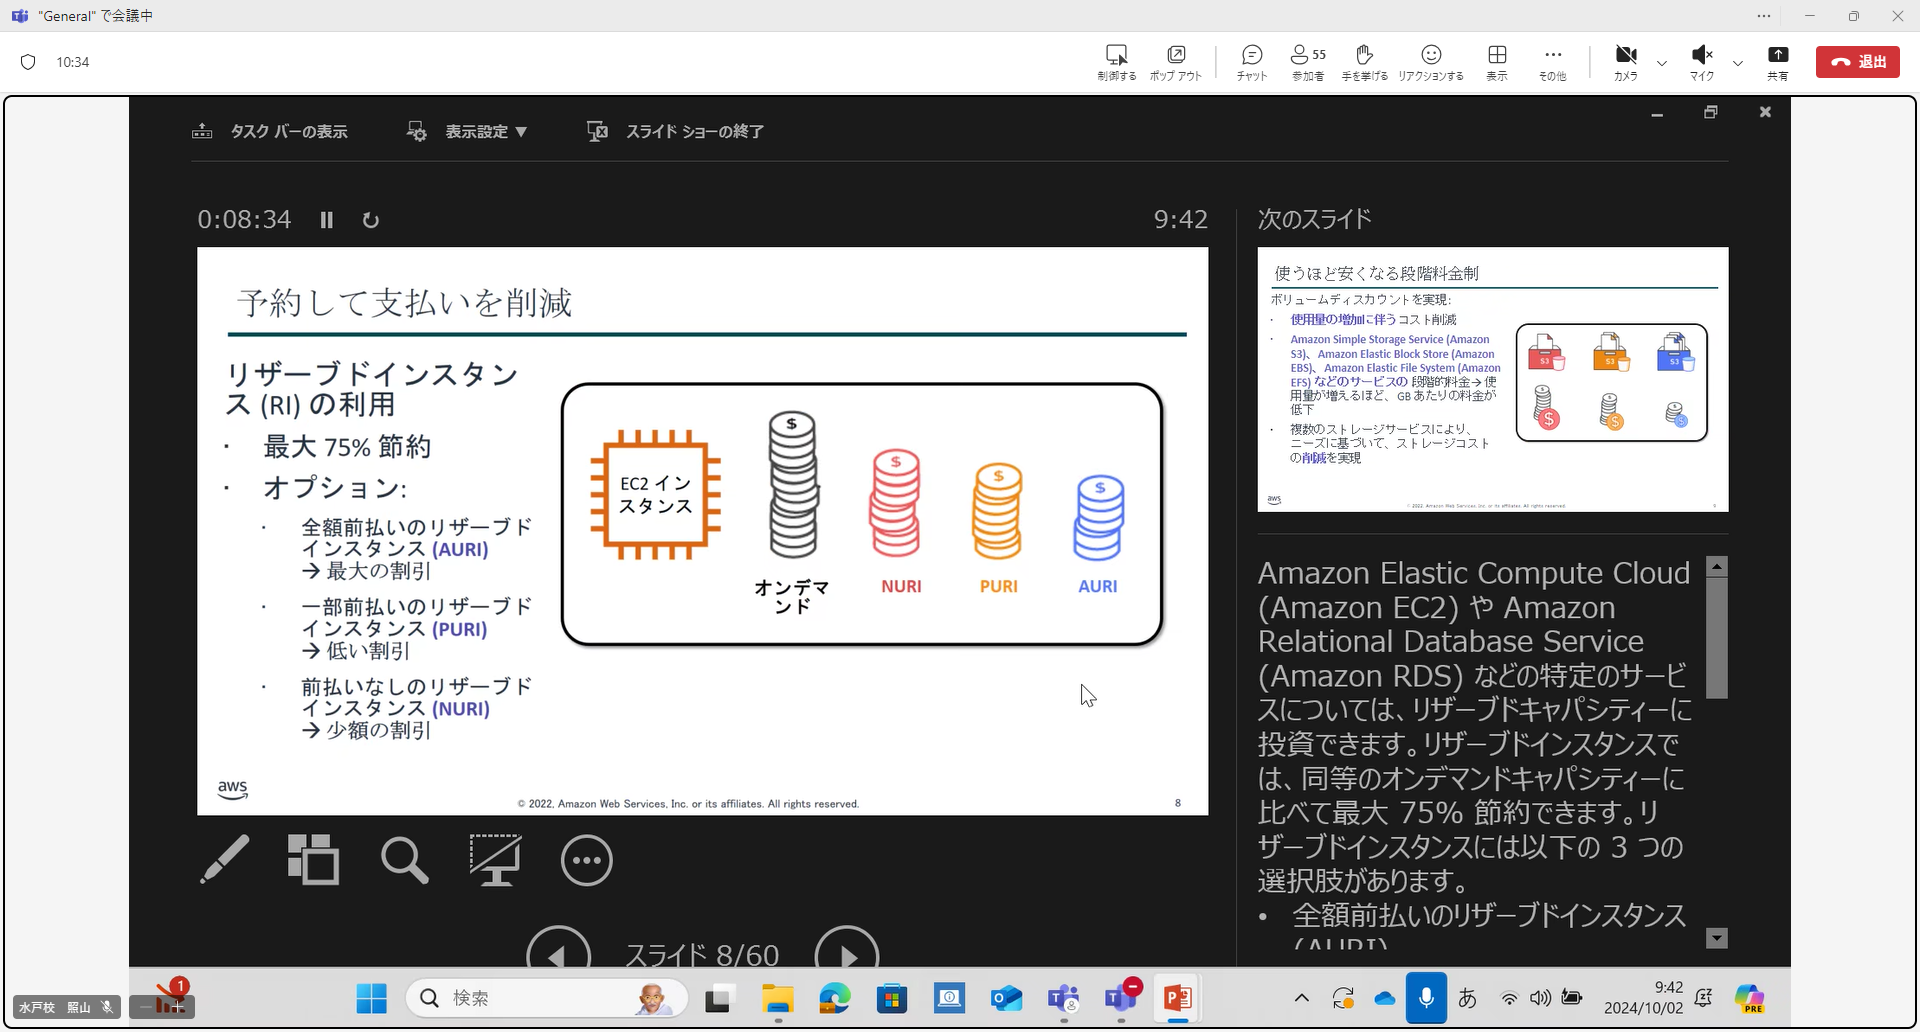 "General" で会議中
10:34
制御する
ポップ アウト
チャット
55
参加者
手を挙げる
リアクションする
表示
その他
カメラ
マイク
共有
退出
タスク バーの表示
表示設定 ▼
スライド ショーの終了
0:08:34
9:42
次のスライド
予約して支払いを削減
リザーブドインスタン
ス (RI) の利用
· 最大 75% 節約
· オプション:
· 全額前払いのリザーブド
インスタンス (AURI)
→ 最大の割引
· 一部前払いのリザーブド
インスタンス (PURI)
→ 低い割引
· 前払いなしのリザーブド
インスタンス (NURI)
→ 少額の割引
EC2 イン
スタンス
$
$
$
$
オンデマ
ンド
NURI
PURI
AURI
aws
© 2022, Amazon Web Services, Inc. or its affiliates. All rights reserved.
8
使うほど安くなる段階料金制
ボリュームディスカウントを実現:
· 使用量の増加に伴うコスト削減
· Amazon Simple Storage Service (Amazon
S3)、Amazon Elastic Block Store (Amazon
EBS)、Amazon Elastic File System (Amazon
EFS) などのサービスの 段階的料金→ 使
用量が増えるほど、GB あたりの料金が
低下
· 複数のストレージサービスにより、
ニーズに基づいて、ストレージコスト
の削減を実現
S3
S3
S3
$
$
$
aws
© 2022, Amazon Web Services, Inc. or its affiliates. All rights reserved.
Amazon Elastic Compute Cloud
(Amazon EC2) や Amazon
Relational Database Service
(Amazon RDS) などの特定のサービ
スについては、リザーブドキャパシティーに
投資できます。リザーブドインスタンスで
は、同等のオンデマンドキャパシティーに
比べて最大 75% 節約できます。リ
ザーブドインスタンスには以下の 3 つの
選択肢があります。
• 全額前払いのリザーブドインスタンス
(AURI)
スライド 8/60
水戸校 照山
1
検索
あ
9:42
2024/10/02
PRE